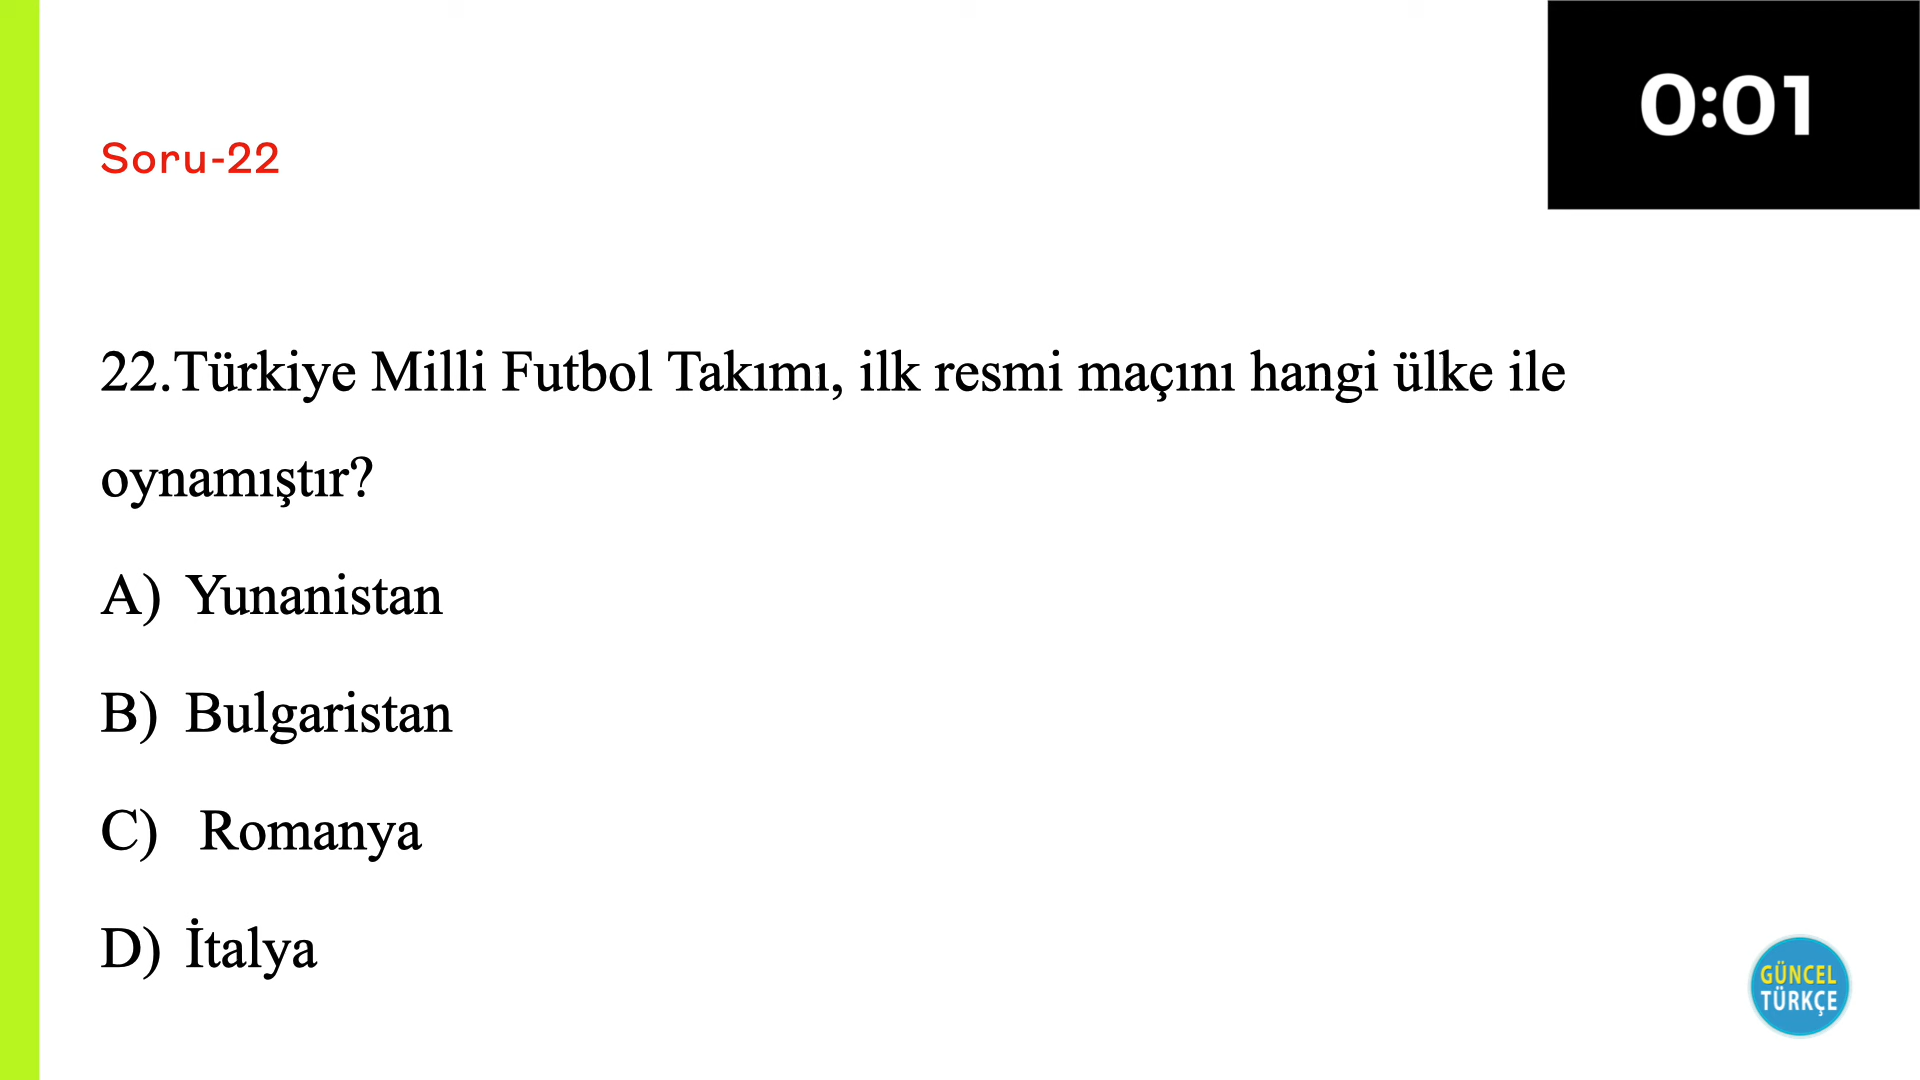 0:01
Soru-22
22.Türkiye Milli Futbol Takımı, ilk resmi maçını hangi ülke ile
oynamıştır?
A) Yunanistan
B) Bulgaristan
C) Romanya
D) İtalya
GÜNCEL
TÜRKÇE